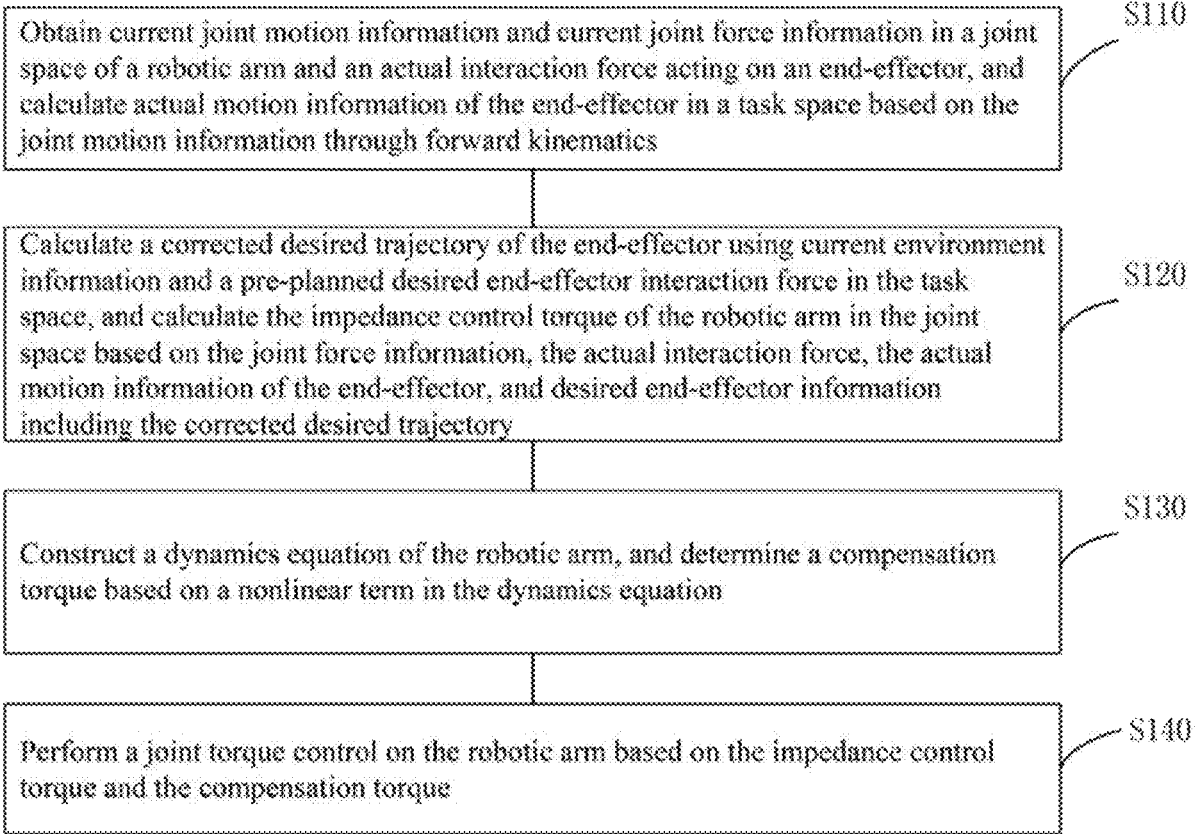 S110
Obtain current joint motion information and current joint force information in a joint
space of a robotic arm and an actual interaction force acting on an end-effector, and
calculate actual motion information of the end-effector in a task space based on the
joint motion information through forward kinematics
S120
Calculate a corrected desired trajectory of the end-effector using current environment
information and a pre-planned desired end-effector interaction force in the task
space, and calculate the impedance control torque of the robotic arm in the joint
space based on the joint force information, the actual interaction force, the actual
motion information of the end-effector, and desired end-effector information
including the corrected desired trajectory
S130
Construct a dynamics equation of the robotic arm, and determine a compensation
torque based on a nonlinear term in the dynamics equation
S140
Perform a joint torque control on the robotic arm based on the impedance control
torque and the compensation torque